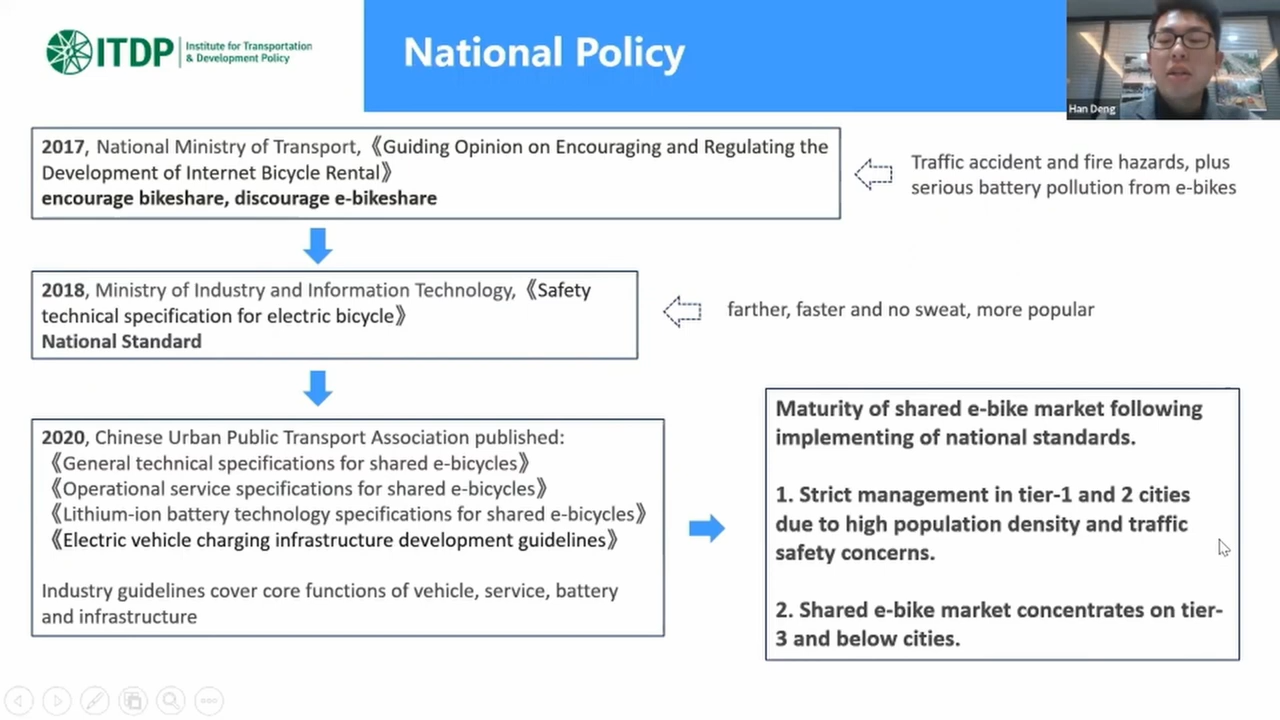 ITDP
Institute for Transportation
& Development Policy
National Policy
Han Deng
2017, National Ministry of Transport,《Guiding Opinion on Encouraging and Regulating the
Development of Internet Bicycle Rental》
encourage bikeshare, discourage e-bikeshare
Traffic accident and fire hazards, plus
serious battery pollution from e-bikes
2018, Ministry of Industry and Information Technology,《Safety
technical specification for electric bicycle》
National Standard
farther, faster and no sweat, more popular
2020, Chinese Urban Public Transport Association published:
《General technical specifications for shared e-bicycles》
《Operational service specifications for shared e-bicycles》
《Lithium-ion battery technology specifications for shared e-bicycles》
《Electric vehicle charging infrastructure development guidelines》
Industry guidelines cover core functions of vehicle, service, battery
and infrastructure
Maturity of shared e-bike market following
implementing of national standards.
1. Strict management in tier-1 and 2 cities
due to high population density and traffic
safety concerns.
2. Shared e-bike market concentrates on tier-
3 and below cities.